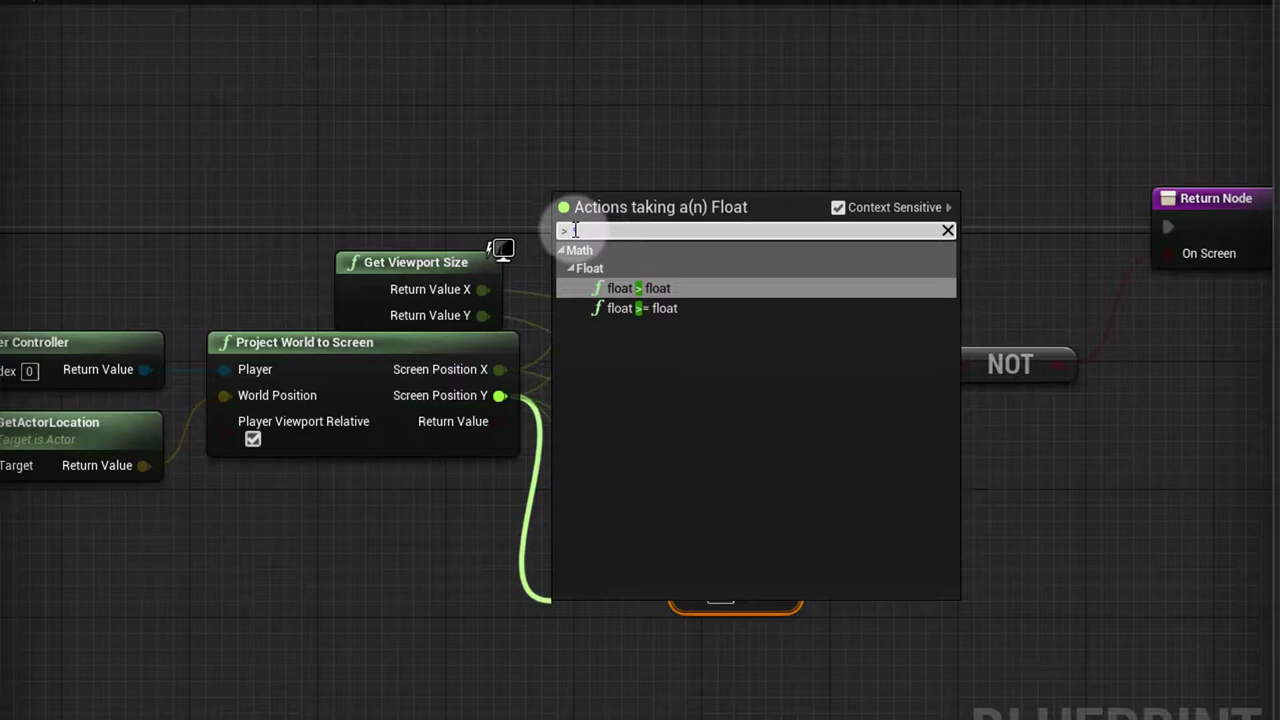 Actions taking a(n) Float
Context Sensitive
>
Math
Float
float > float
float >= float
Return Node
On Screen
Get Viewport Size
Return Value X
Return Value Y
er Controller
dex 0
Return Value
Project World to Screen
Player
Screen Position X
World Position
Screen Position Y
Player Viewport Relative
Return Value
GetActorLocation
Target is Actor
Target
Return Value
NOT
BLUEPRINT